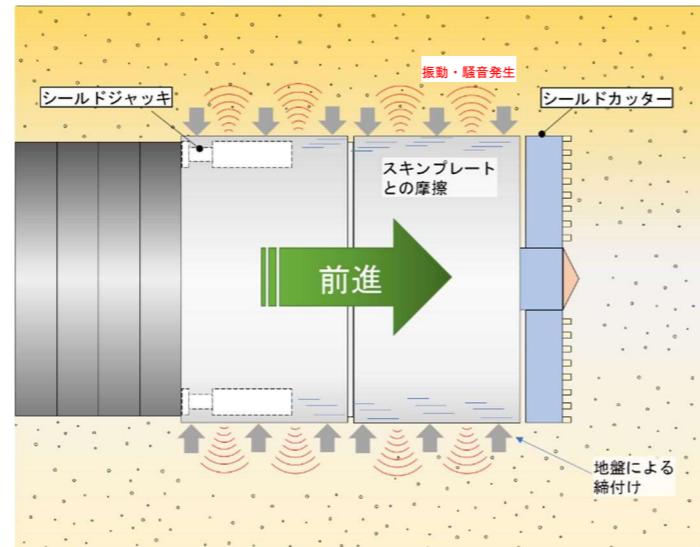 振動・騒音発生
シールドジャッキ
シールドカッター
スキンプレート
との摩擦
前進
地盤による
締付け